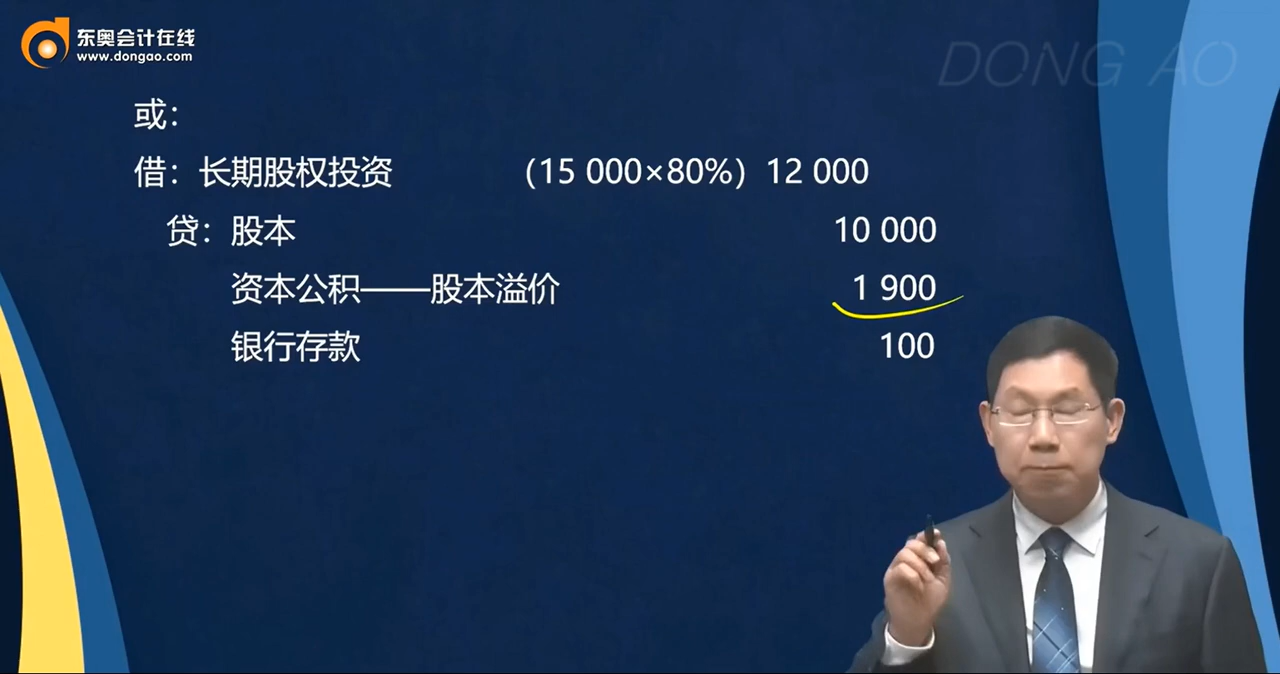 东奥会计在线
www.dongao.com
DONG AO
或：
借：长期股权投资 （15 000×80%）12 000
贷：股本 10 000
资本公积——股本溢价 1 900
银行存款 100